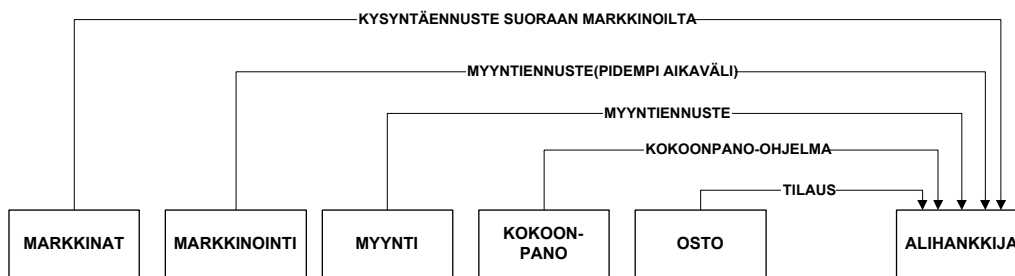 KYSYNTÄENNUSTE SUORAAN MARKKINOILTA
MYYNTIENNUSTE(PIDEMPI AIKAVÄLI)
MYYNTIENNUSTE
KOKOONPANO-OHJELMA
TILAUS
MARKKINAT
MARKKINOINTI
MYYNTI
KOKOON-
PANO
OSTO
ALIHANKKIJA